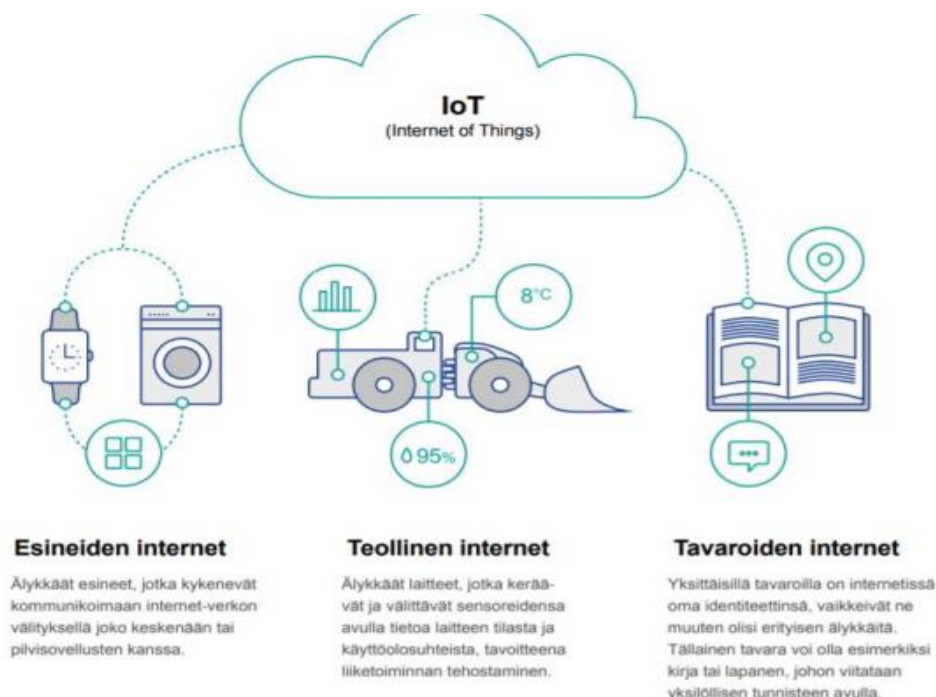 IoT
(Internet of Things)
8°C
95%
Esineiden internet
Älykkäät esineet, jotka kykenevät
kommunikoimaan internet-verkon
välityksellä joko keskenään tai
pilvisovellusten kanssa.
Teollinen internet
Älykkäät laitteet, jotka kerää-
vät ja välittävät sensoreidensa
avulla tietoa laitteen tilasta ja
käyttöolosuhteista, tavoitteena
liiketoiminnan tehostaminen.
Tavaroiden internet
Yksittäisillä tavaroilla on internetissä
oma identiteettinsä, vaikkeivät ne
muuten olisi erityisen älykkäitä.
Tällainen tavara voi olla esimerkiksi
kirja tai lapanen, johon viitataan
yksilöllisen tunnisteen avulla.